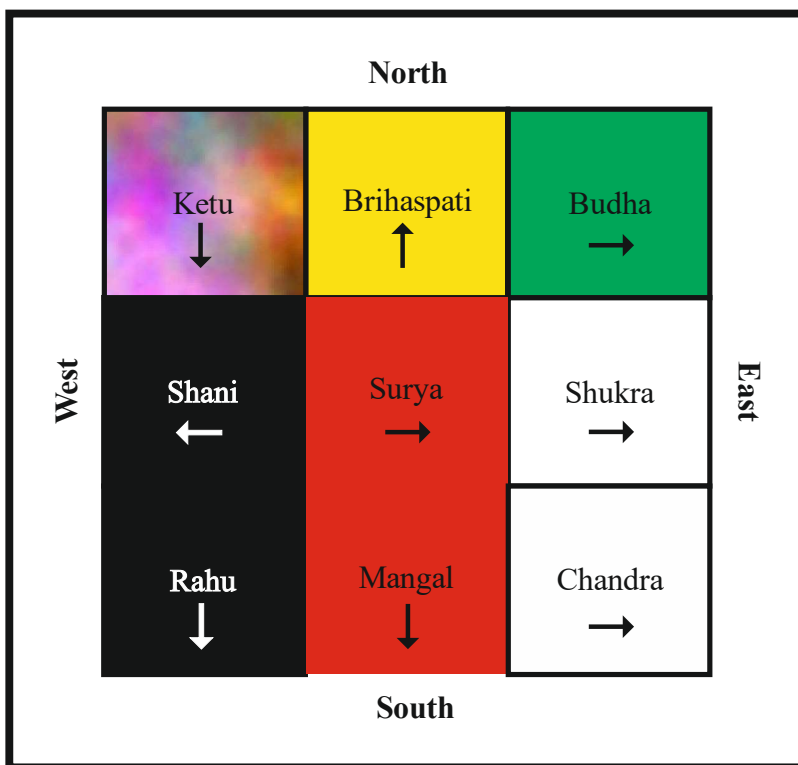 North
Ketu
Brihaspati
Budha
West
Shani
Surya
Shukra
East
Rahu
Mangal
Chandra
South